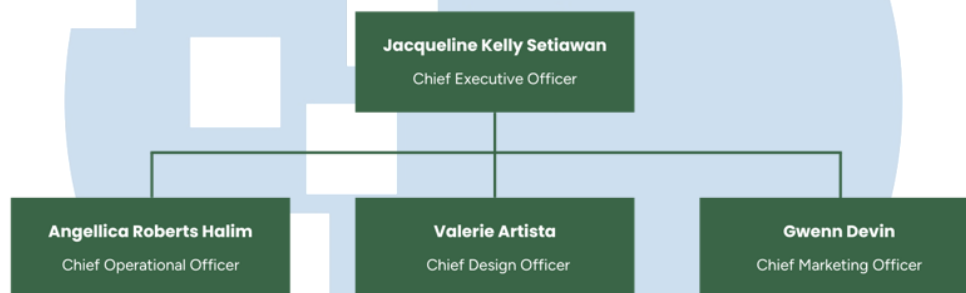 Jacqueline Kelly Setiawan
Chief Executive Officer
Angellica Roberts Halim
Chief Operational Officer
Valerie Artista
Chief Design Officer
Gwenn Devin
Chief Marketing Officer